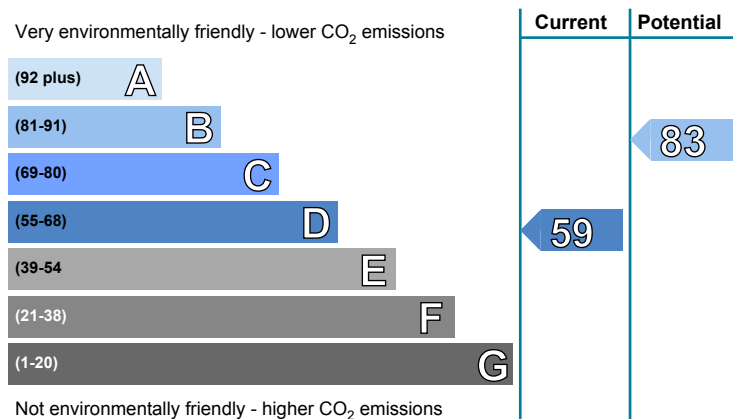 Current Potential
Very environmentally friendly - lower CO₂ emissions
(92 plus) A
(81-91) B
83
(69-80) C
(55-68) D
59
(39-54 E
(21-38) F
(1-20) G
Not environmentally friendly - higher CO₂ emissions